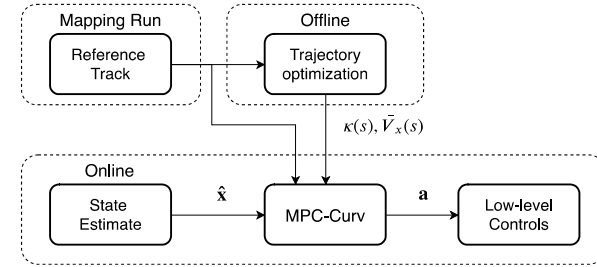 Mapping Run
Offline
Reference
Track
Trajectory
optimization
κ(s), V̄ₓ(s)
Online
State
Estimate
x̂
MPC-Curv
a
Low-level
Controls